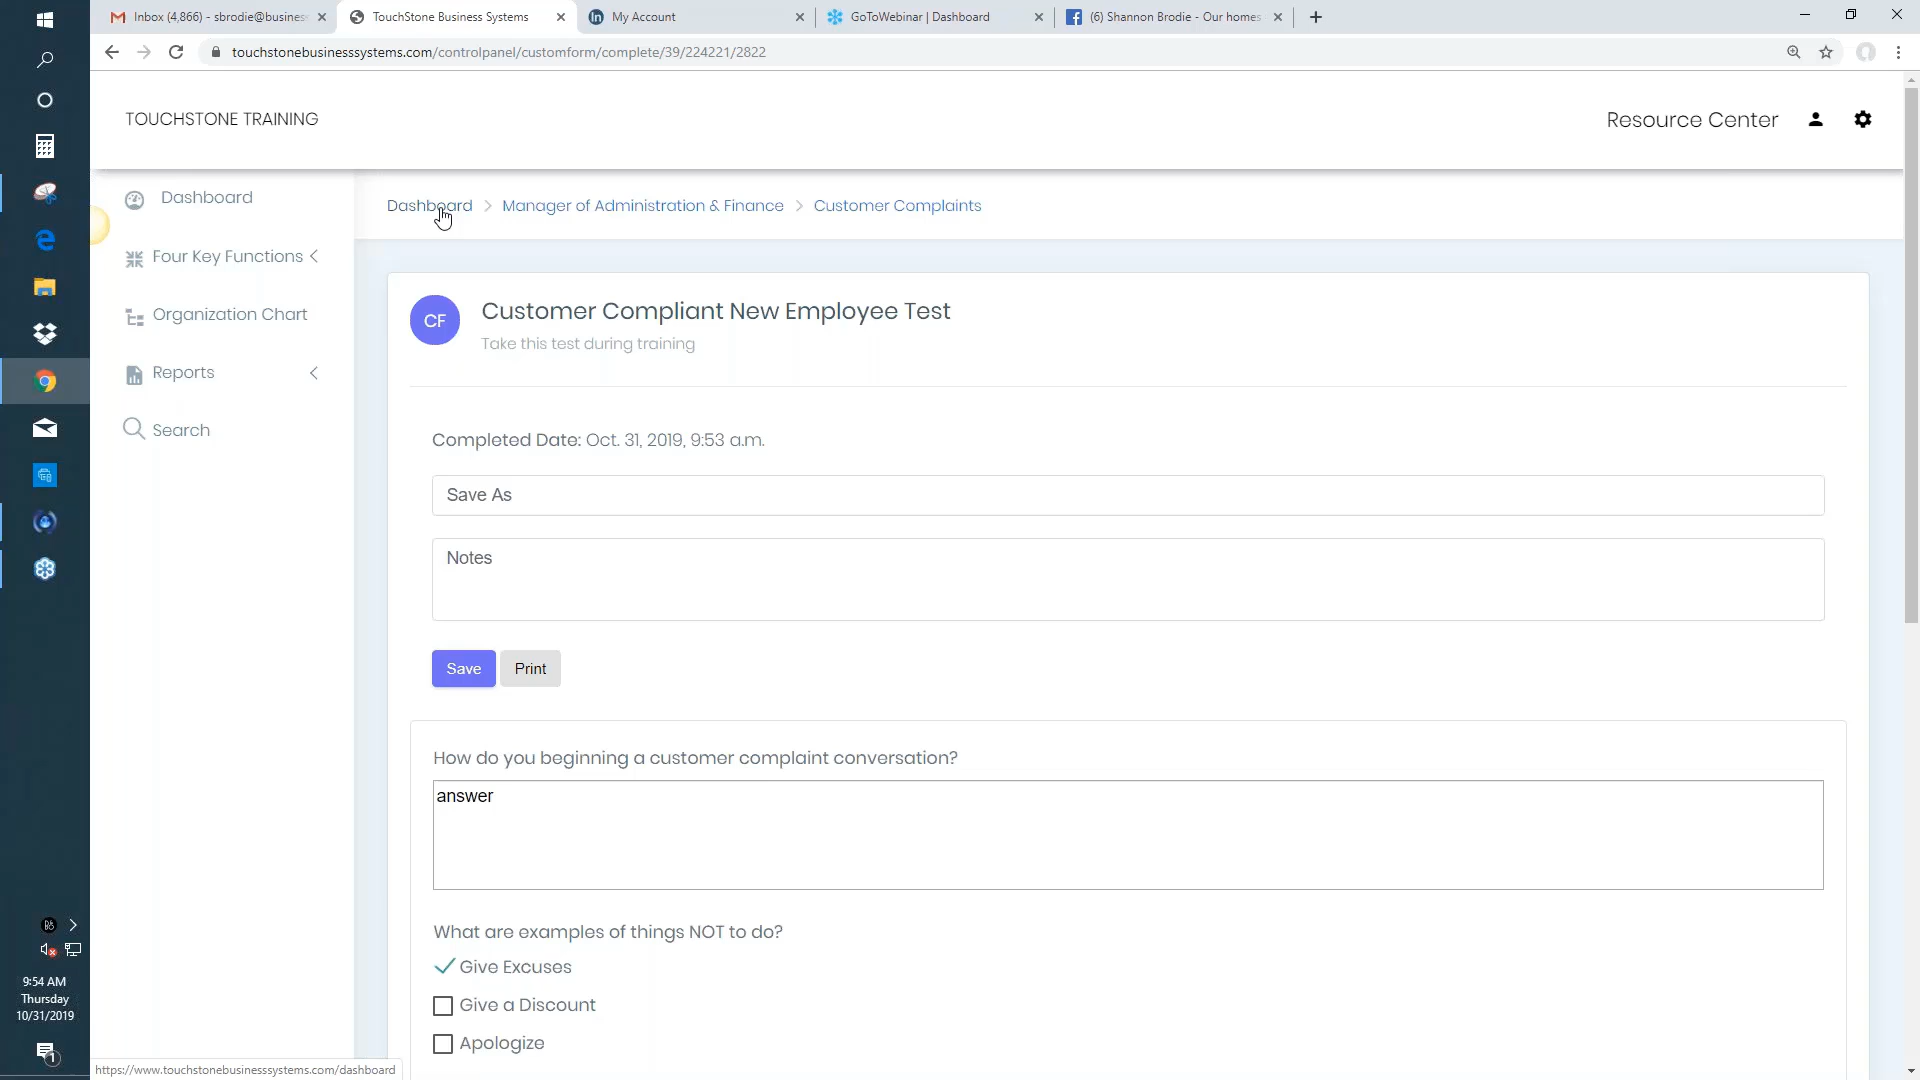 Inbox (4,866) - sbrodie@busines
TouchStone Business Systems
My Account
GoToWebinar | Dashboard
(6) Shannon Brodie - Our homes
touchstonebusinesssystems.com/controlpanel/customform/complete/39/224221/2822
TOUCHSTONE TRAINING
Resource Center
Dashboard
Four Key Functions
Organization Chart
Reports
Search
Dashboard > Manager of Administration & Finance > Customer Complaints
CF
Customer Compliant New Employee Test
Take this test during training
Completed Date: Oct. 31, 2019, 9:53 a.m.
Save As
Notes
Save
Print
How do you beginning a customer complaint conversation?
answer
What are examples of things NOT to do?
Give Excuses
Give a Discount
Apologize
9:54 AM
Thursday
10/31/2019
1
https://www.touchstonebusinesssystems.com/dashboard